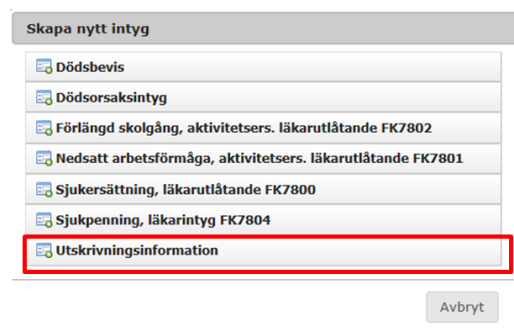 Skapa nytt intyg
Dödsbevis
Dödsorsaksintyg
Förlängd skolgång, aktivitetsers. läkarutlåtande FK7802
Nedsatt arbetsförmåga, aktivitetsers. läkarutlåtande FK7801
Sjukersättning, läkarutlåtande FK7800
Sjukpenning, läkarintyg FK7804
Utskrivningsinformation
Avbryt